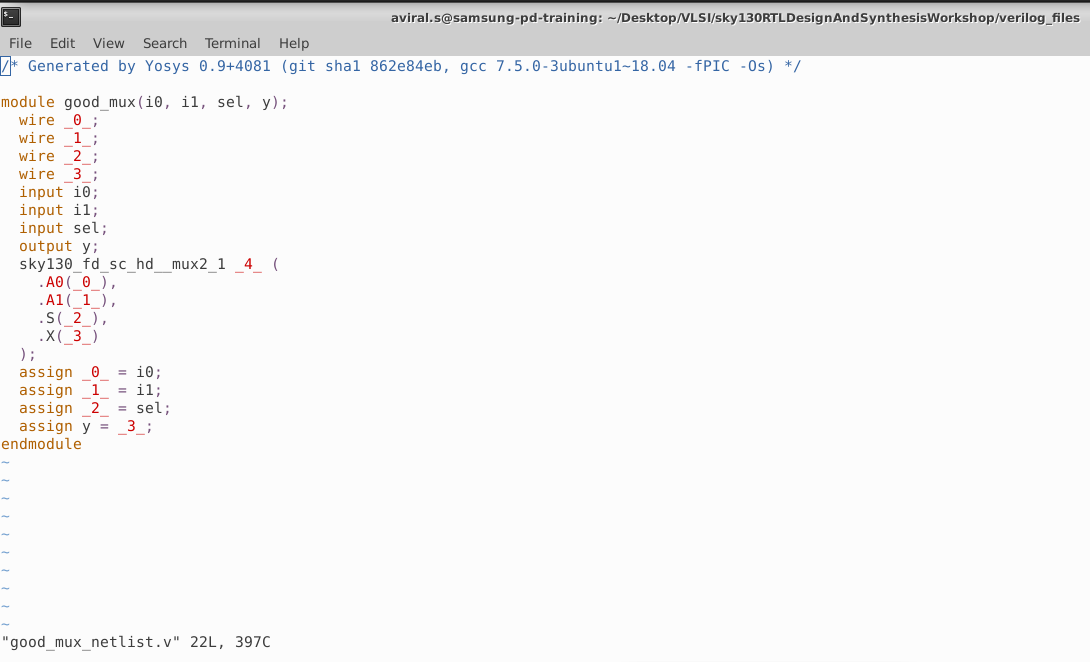 aviral.s@samsung-pd-training: ~/Desktop/VLSI/sky130RTLDesignAndSynthesisWorkshop/verilog_files
File Edit View Search Terminal Help
/* Generated by Yosys 0.9+4081 (git sha1 862e84eb, gcc 7.5.0-3ubuntu1~18.04 -fPIC -Os) */
module good_mux(i0, i1, sel, y);
  wire _0_;
  wire _1_;
  wire _2_;
  wire _3_;
  input i0;
  input i1;
  input sel;
  output y;
  sky130_fd_sc_hd__mux2_1 _4_ (
    .A0(_0_),
    .A1(_1_),
    .S(_2_),
    .X(_3_)
  );
  assign _0_ = i0;
  assign _1_ = i1;
  assign _2_ = sel;
  assign y = _3_;
endmodule
~
~
~
~
~
~
~
~
~
~
"good_mux_netlist.v" 22L, 397C